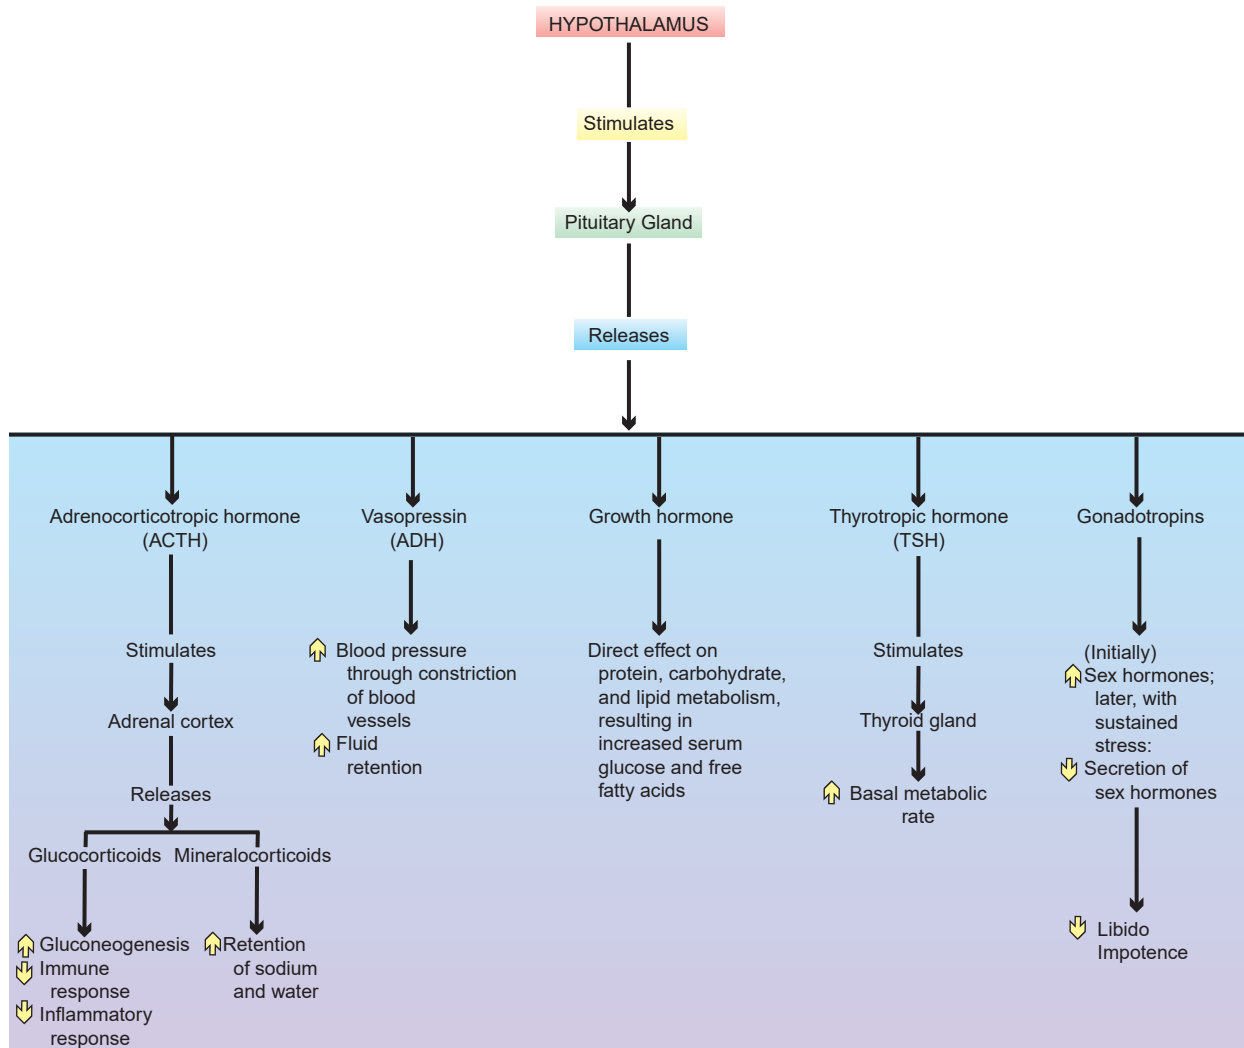 HYPOTHALAMUS
Stimulates
Pituitary Gland
Releases
Adrenocorticotropic hormone
(ACTH)
Stimulates
Adrenal cortex
Releases
Glucocorticoids
Gluconeogenesis
Immune
response
Inflammatory
response
Mineralocorticoids
Retention
of sodium
and water
Vasopressin
(ADH)
Blood pressure
through constriction
of blood
vessels
Fluid
retention
Growth hormone
Direct effect on
protein, carbohydrate,
and lipid metabolism,
resulting in
increased serum
glucose and free
fatty acids
Thyrotropic hormone
(TSH)
Stimulates
Thyroid gland
Basal metabolic
rate
Gonadotropins
(Initially)
Sex hormones;
later, with
sustained
stress:
Secretion of
sex hormones
Libido
Impotence